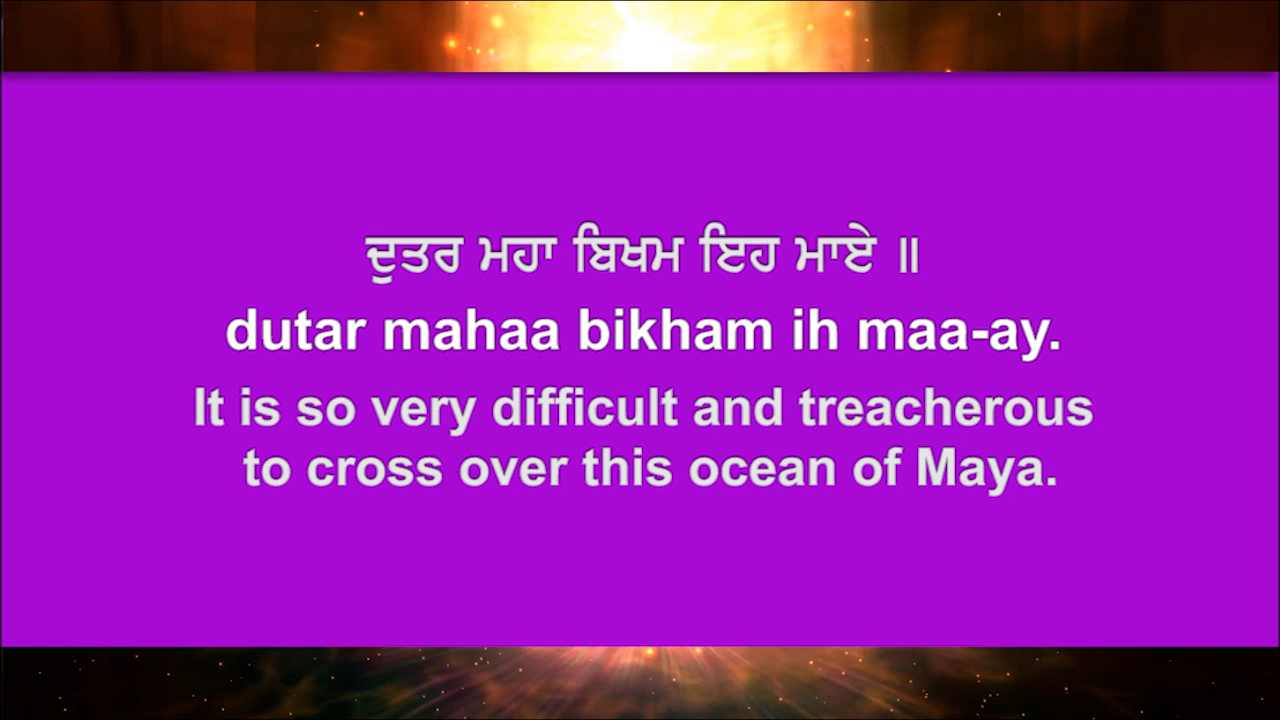 ਦੁਤਰ ਮਹਾ ਬਿਖਮ ਇਹ ਮਾਏ ॥
dutar mahaa bikham ih maa-ay.
It is so very difficult and treacherous
to cross over this ocean of Maya.